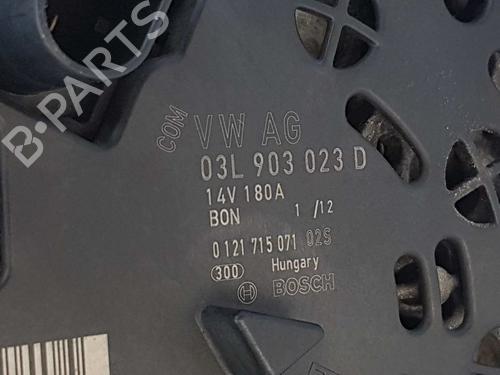 B-PARTS
COM
VW AG
03L 903 023 D
14V 180A
BON 1 /12
0 121 715 071 02S
300 Hungary
BOSCH